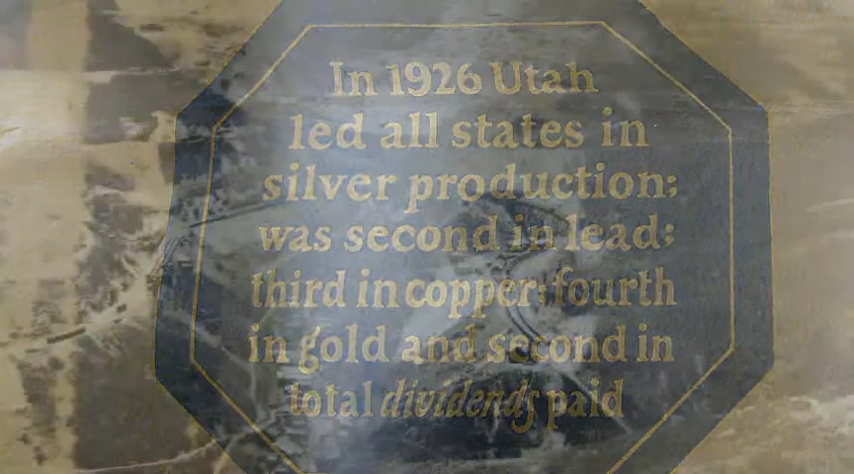 In 1926 Utah
led all states in
silver production;
was second in lead;
third in copper; fourth
in gold and second in
total dividends paid